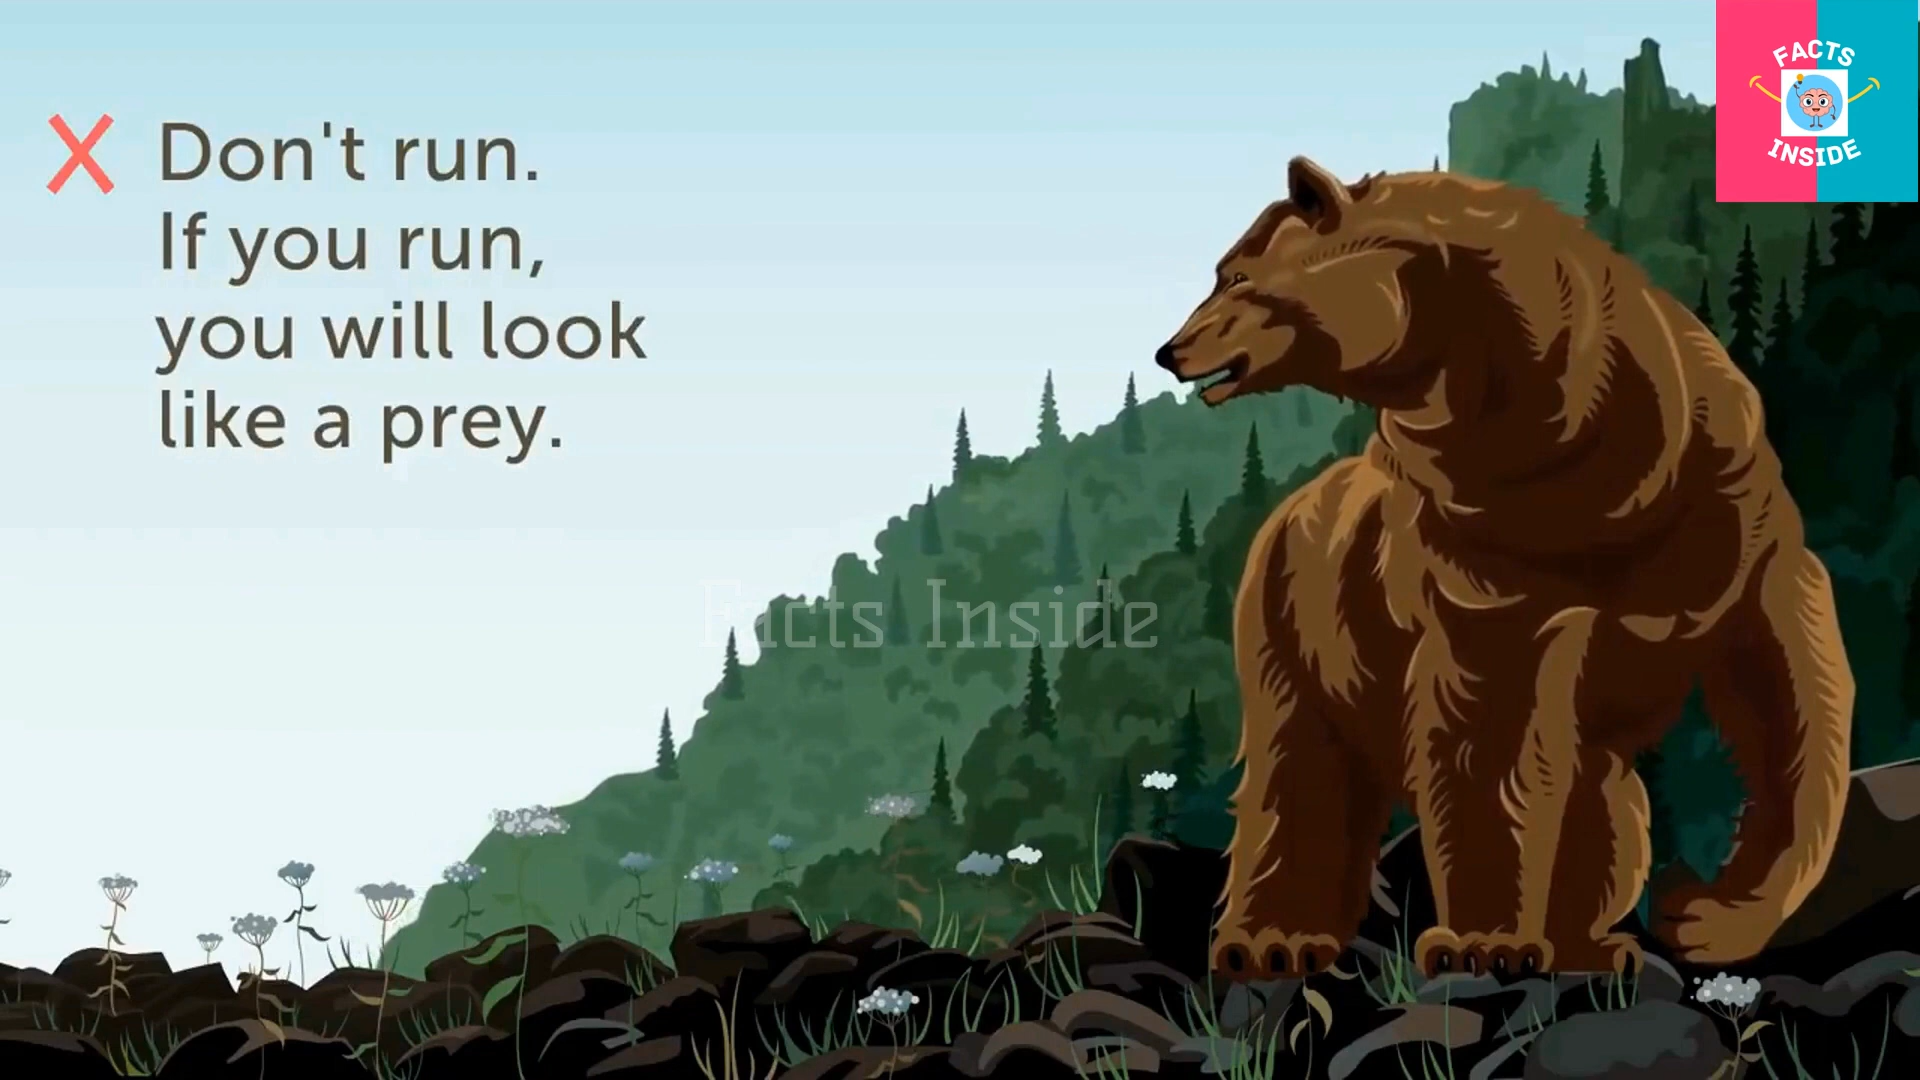 FACTS
INSIDE
Don't run.
If you run,
you will look
like a prey.
Facts Inside